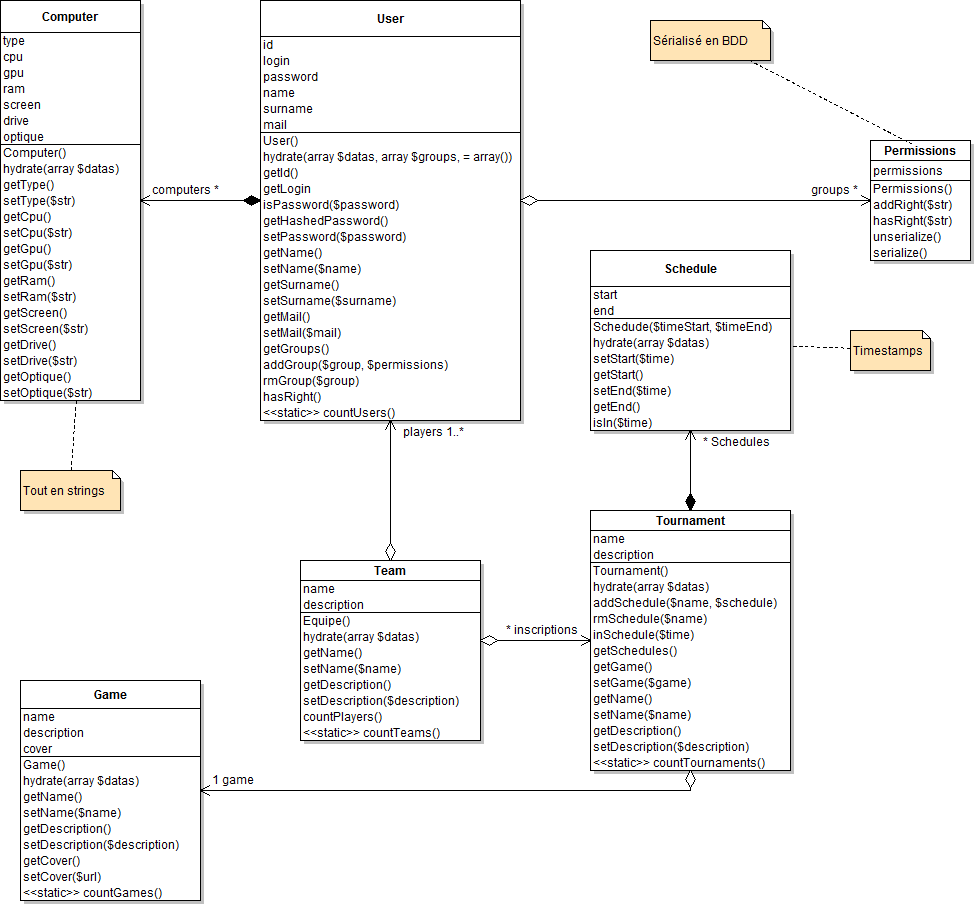 Computer
type
cpu
gpu
ram
screen
drive
optique
Computer()
hydrate(array $datas)
getType()
setType($str)
getCpu()
setCpu($str)
getGpu()
setGpu($str)
getRam()
setRam($str)
getScreen()
setScreen($str)
getDrive()
setDrive($str)
getOptique()
setOptique($str)
Tout en strings
computers *
User
id
login
password
name
surname
mail
User()
hydrate(array $datas, array $groups, = array())
getId()
getLogin
isPassword($password)
getHashedPassword()
setPassword($password)
getName()
setName($name)
getSurname()
setSurname($surname)
getMail()
setMail($mail)
getGroups()
addGroup($group, $permissions)
rmGroup($group)
hasRight()
<<static>> countUsers()
groups *
Sérialisé en BDD
Permissions
permissions
Permissions()
addRight($str)
hasRight($str)
unserialize()
serialize()
Schedule
start
end
Schedude($timeStart, $timeEnd)
hydrate(array $datas)
setStart($time)
getStart()
setEnd($time)
getEnd()
isIn($time)
Timestamps
players 1..*
* Schedules
Team
name
description
Equipe()
hydrate(array $datas)
getName()
setName($name)
getDescription()
setDescription($description)
countPlayers()
<<static>> countTeams()
* inscriptions
Tournament
name
description
Tournament()
hydrate(array $datas)
addSchedule($name, $schedule)
rmSchedule($name)
inSchedule($time)
getSchedules()
getGame()
setGame($game)
getName()
setName($name)
getDescription()
setDescription($description)
<<static>> countTournaments()
Game
name
description
cover
Game()
hydrate(array $datas)
getName()
setName($name)
getDescription()
setDescription($description)
getCover()
setCover($url)
<<static>> countGames()
1 game